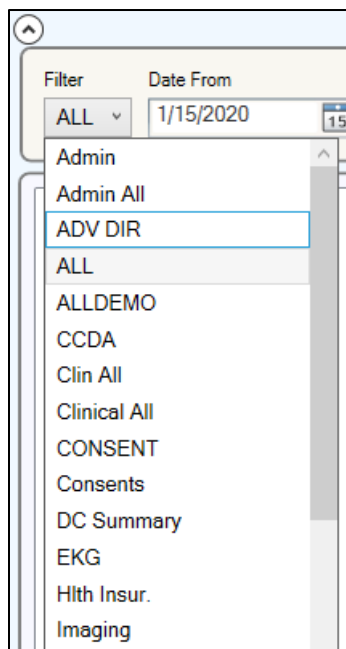 Filter Date From
ALL 1/15/2020 15
Admin
Admin All
ADV DIR
ALL
ALLDEMO
CCDA
Clin All
Clinical All
CONSENT
Consents
DC Summary
EKG
Hlth Insur.
Imaging